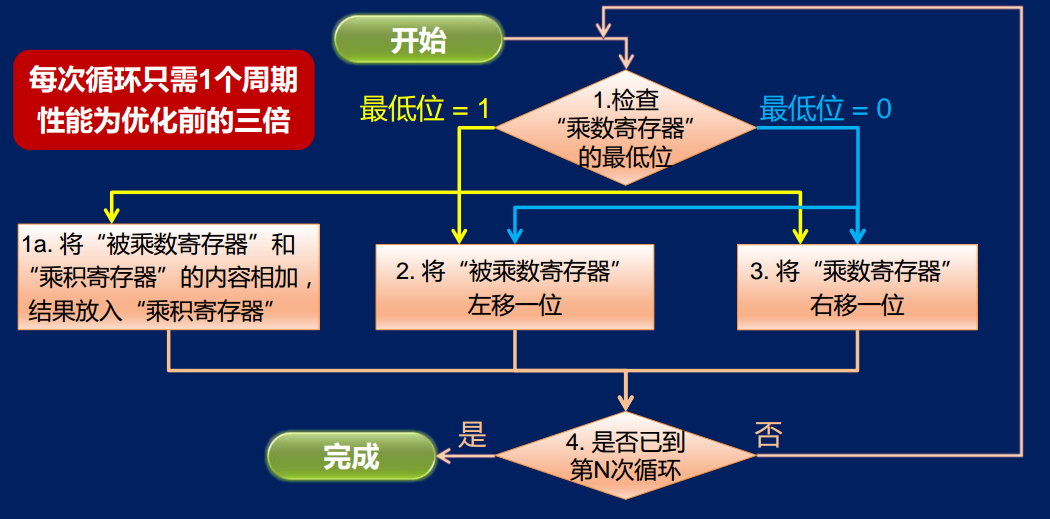 开始
每次循环只需1个周期
性能为优化前的三倍
最低位 = 1
1.检查
“乘数寄存器”
的最低位
最低位 = 0
1a. 将“被乘数寄存器”和
“乘积寄存器”的内容相加，
结果放入“乘积寄存器”
2. 将“被乘数寄存器”
左移一位
3. 将“乘数寄存器”
右移一位
完成
是
4. 是否已到
第N次循环
否